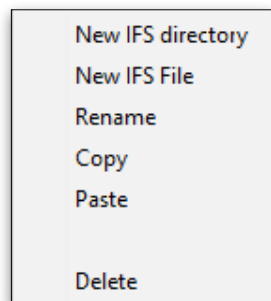 New IFS directory
New IFS File
Rename
Copy
Paste
Delete